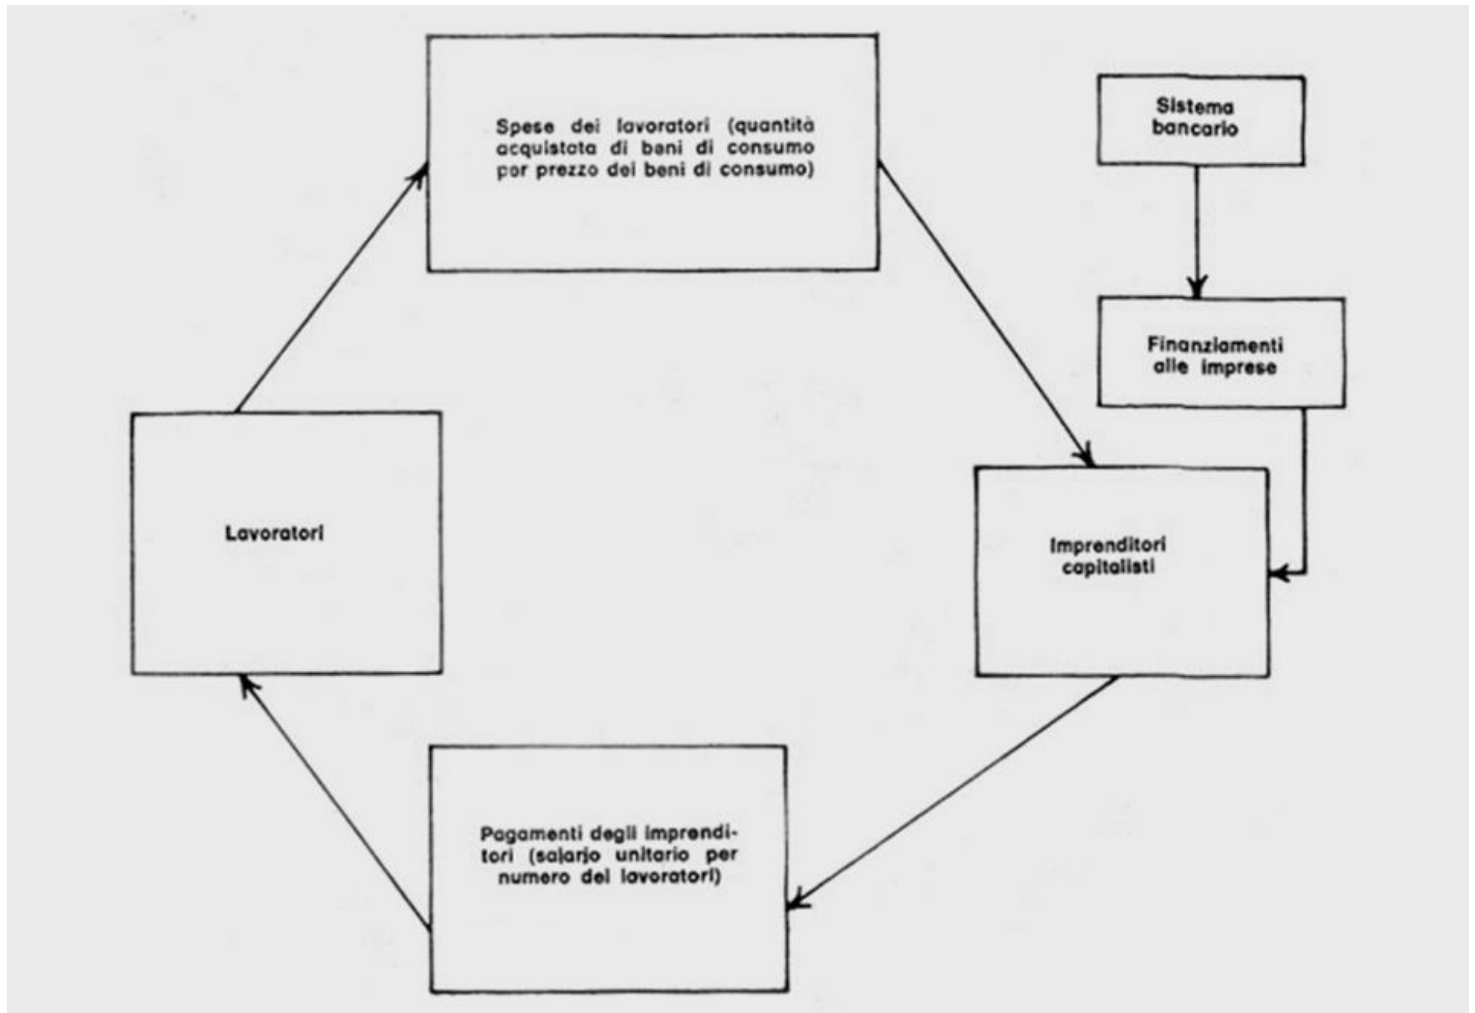 Spese dei lavoratori (quantità
acquistata di beni di consumo
per prezzo dei beni di consumo)
Sistema
bancario
Finanziamenti
alle imprese
Lavoratori
Imprenditori
capitalisti
Pagamenti degli imprendi-
tori (salario unitario per
numero dei lavoratori)